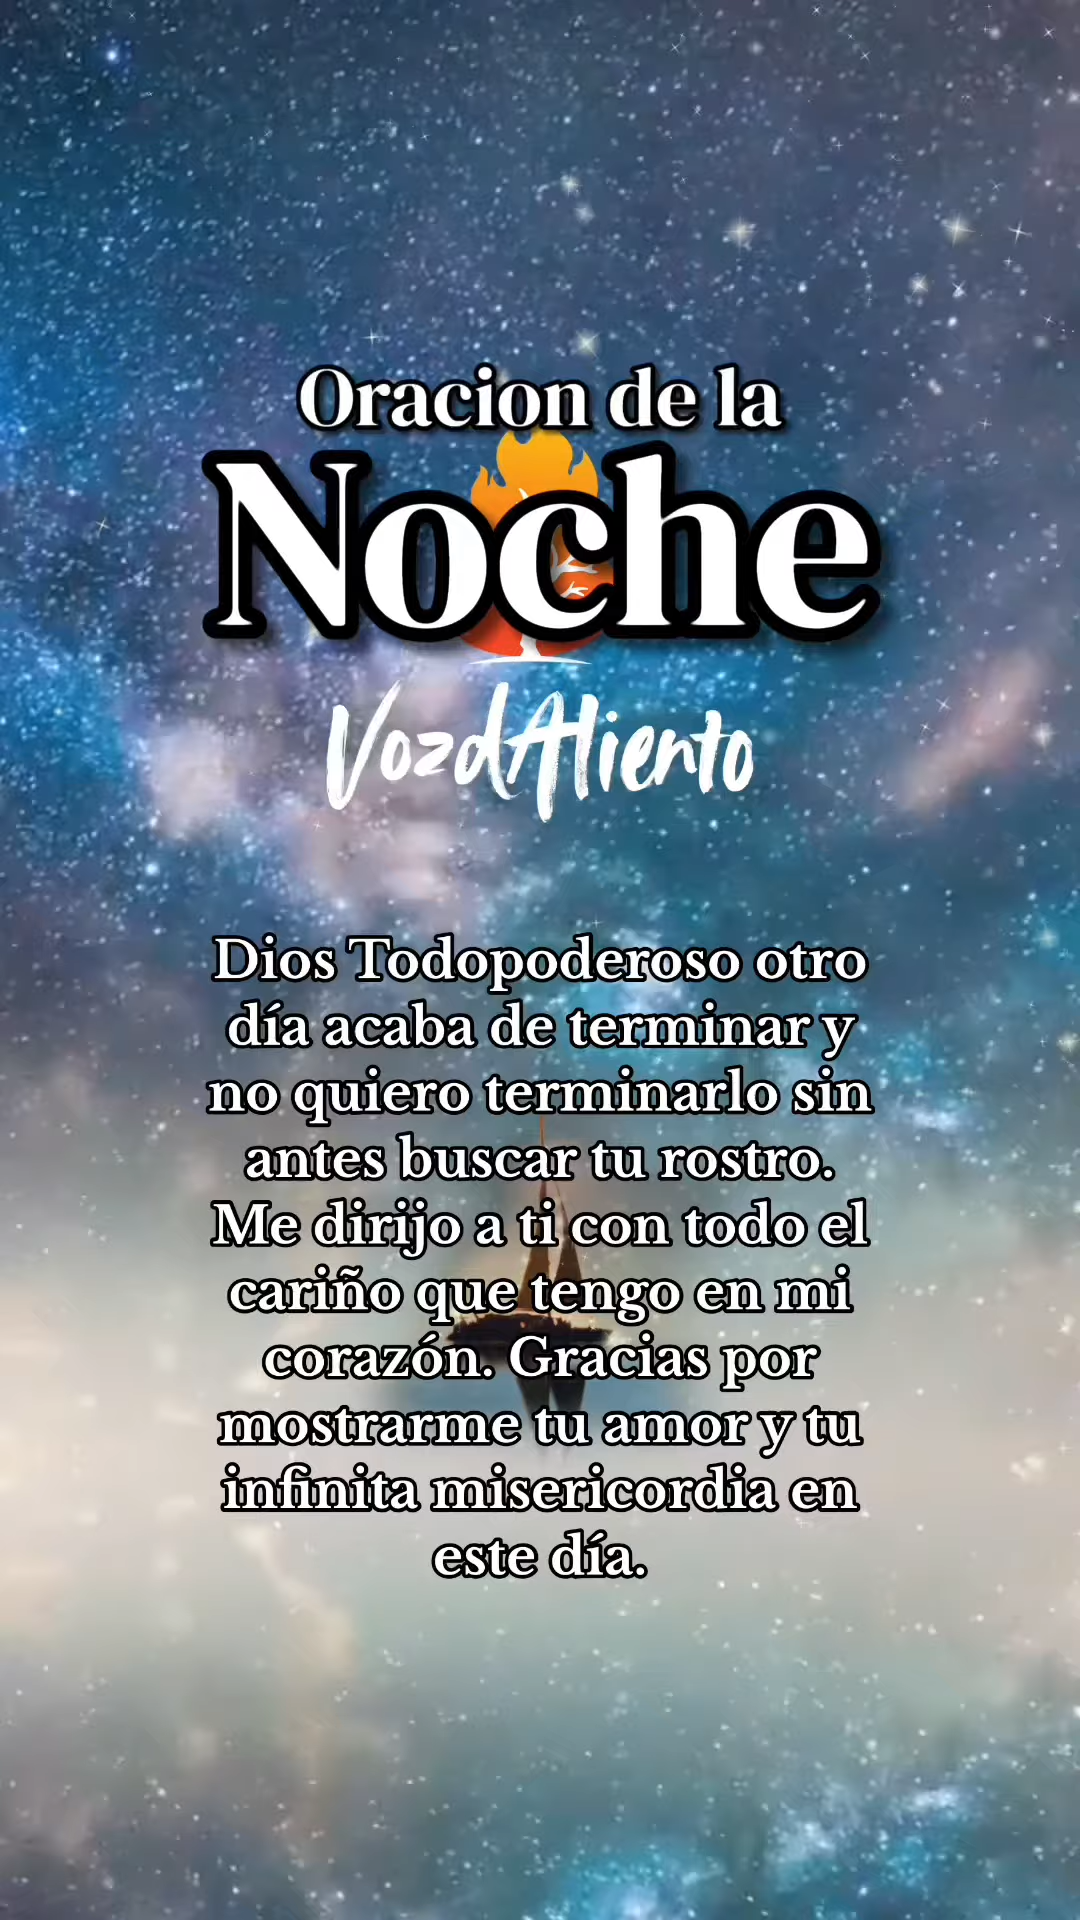 Oracion de la
Noche
VozdAliento
Dios Todopoderoso otro
día acaba de terminar y
no quiero terminarlo sin
antes buscar tu rostro.
Me dirijo a ti con todo el
cariño que tengo en mi
corazón. Gracias por
mostrarme tu amor y tu
infinita misericordia en
este día.